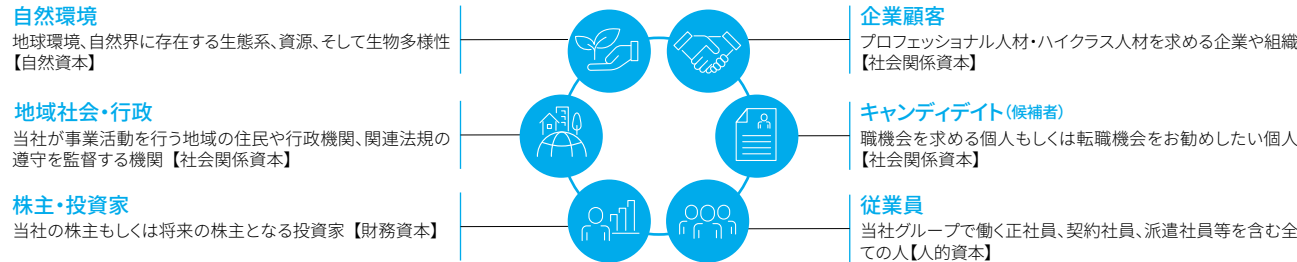 自然環境
地球環境、自然界に存在する生態系、資源、そして生物多様性
【自然資本】
地域社会・行政
当社が事業活動を行う地域の住民や行政機関、関連法規の
遵守を監督する機関【社会関係資本】
株主・投資家
当社の株主もしくは将来の株主となる投資家【財務資本】
企業顧客
プロフェッショナル人材・ハイクラス人材を求める企業や組織
【社会関係資本】
キャンディデイト(候補者)
職機会を求める個人もしくは転職機会をお勧めしたい個人
【社会関係資本】
従業員
当社グループで働く正社員、契約社員、派遣社員等を含む全
ての人【人的資本】